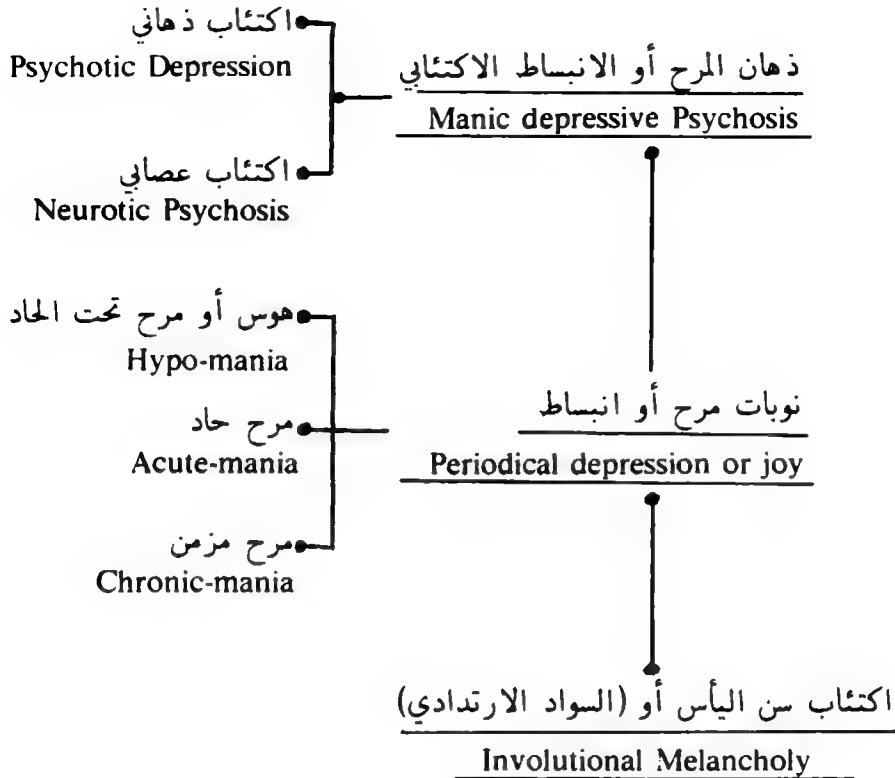 ذهان المرح أو الانبساط الاكتئابي
Manic depressive Psychosis
اكتئاب ذهاني
Psychotic Depression
اكتئاب عصابي
Neurotic Psychosis
نوبات مرح أو انبساط
Periodical depression or joy
هوس أو مرح تحت الحاد
Hypo-mania
مرح حاد
Acute-mania
مرح مزمن
Chronic-mania
اكتئاب سن اليأس أو (السواد الارتدادي)
Involutional Melancholy